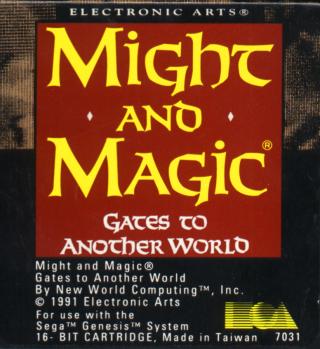 ELECTRONIC ARTS®
Might
AND
MAGIC®
GATES TO
ANOTHER WORLD
Might and Magic®
Gates to Another World
By New World Computing™, Inc.
© 1991 Electronic Arts
For use with the
Sega™ Genesis™ System
16- BIT CARTRIDGE, Made in Taiwan 7031